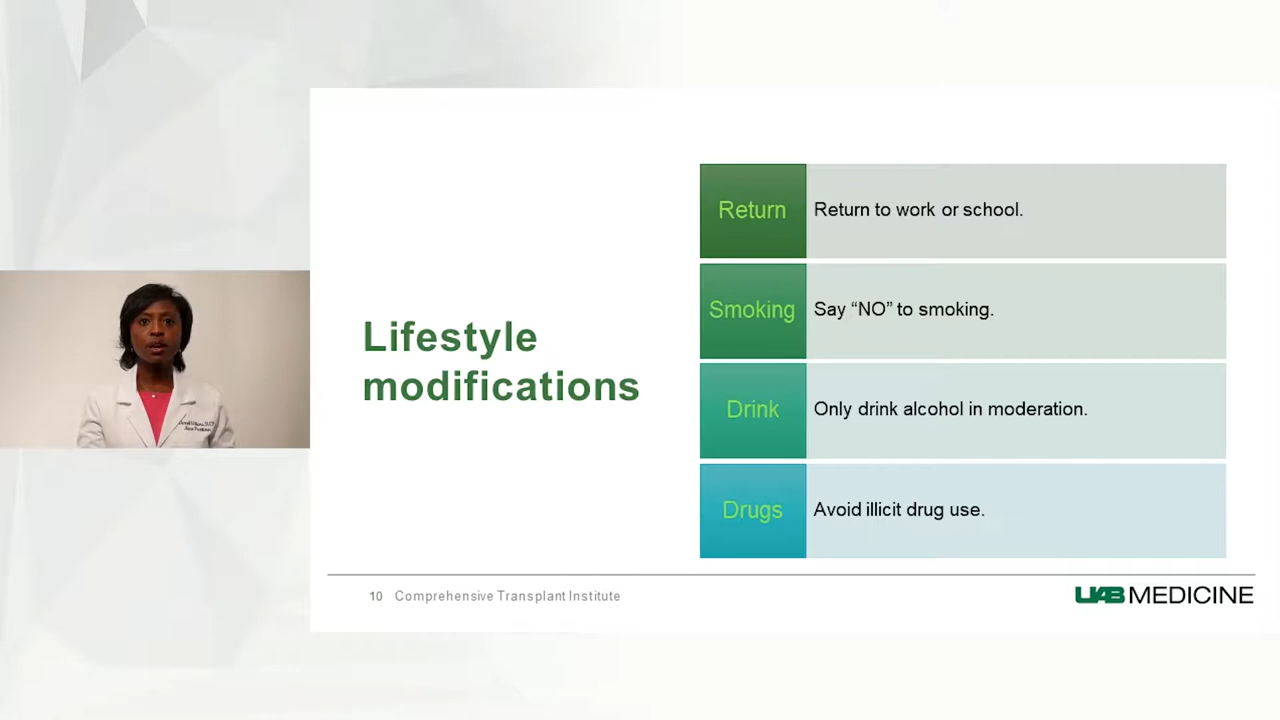 Lifestyle
modifications
Return
Return to work or school.
Smoking
Say “NO” to smoking.
Drink
Only drink alcohol in moderation.
Drugs
Avoid illicit drug use.
10 Comprehensive Transplant Institute
UAB MEDICINE